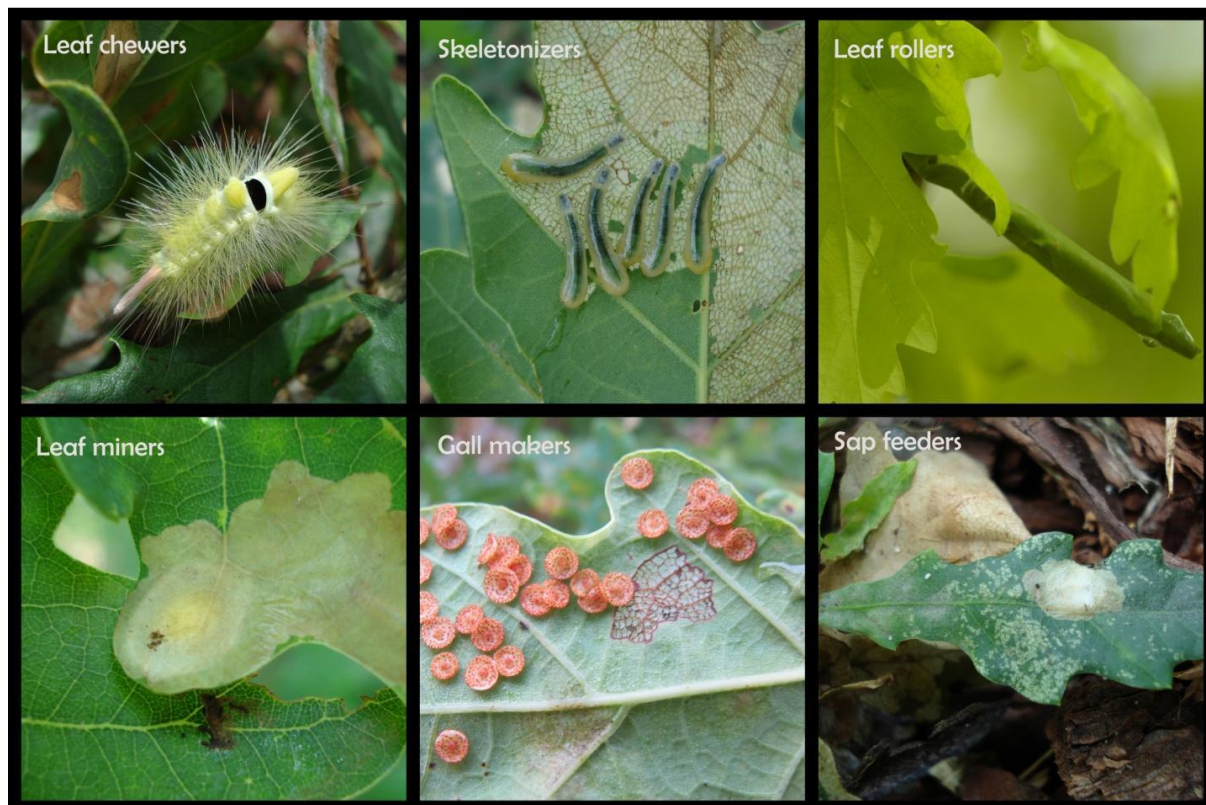 Leaf chewers
Skeletonizers
Leaf rollers
Leaf miners
Gall makers
Sap feeders